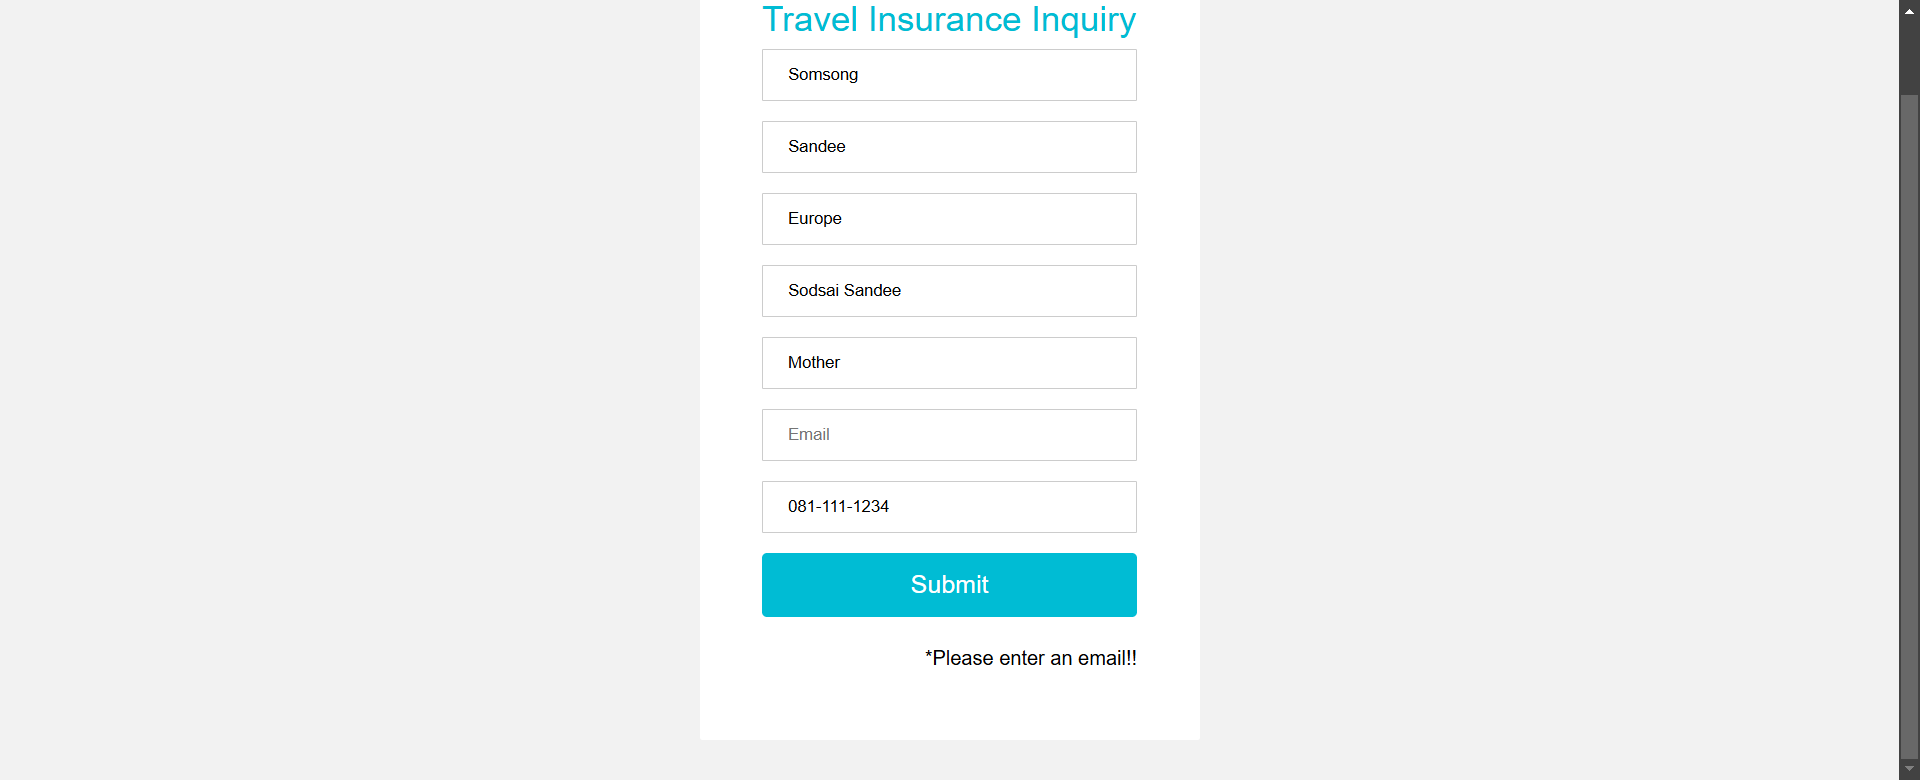 Travel Insurance Inquiry
Somsong
Sandee
Europe
Sodsai Sandee
Mother
Email
081-111-1234
Submit
*Please enter an email!!